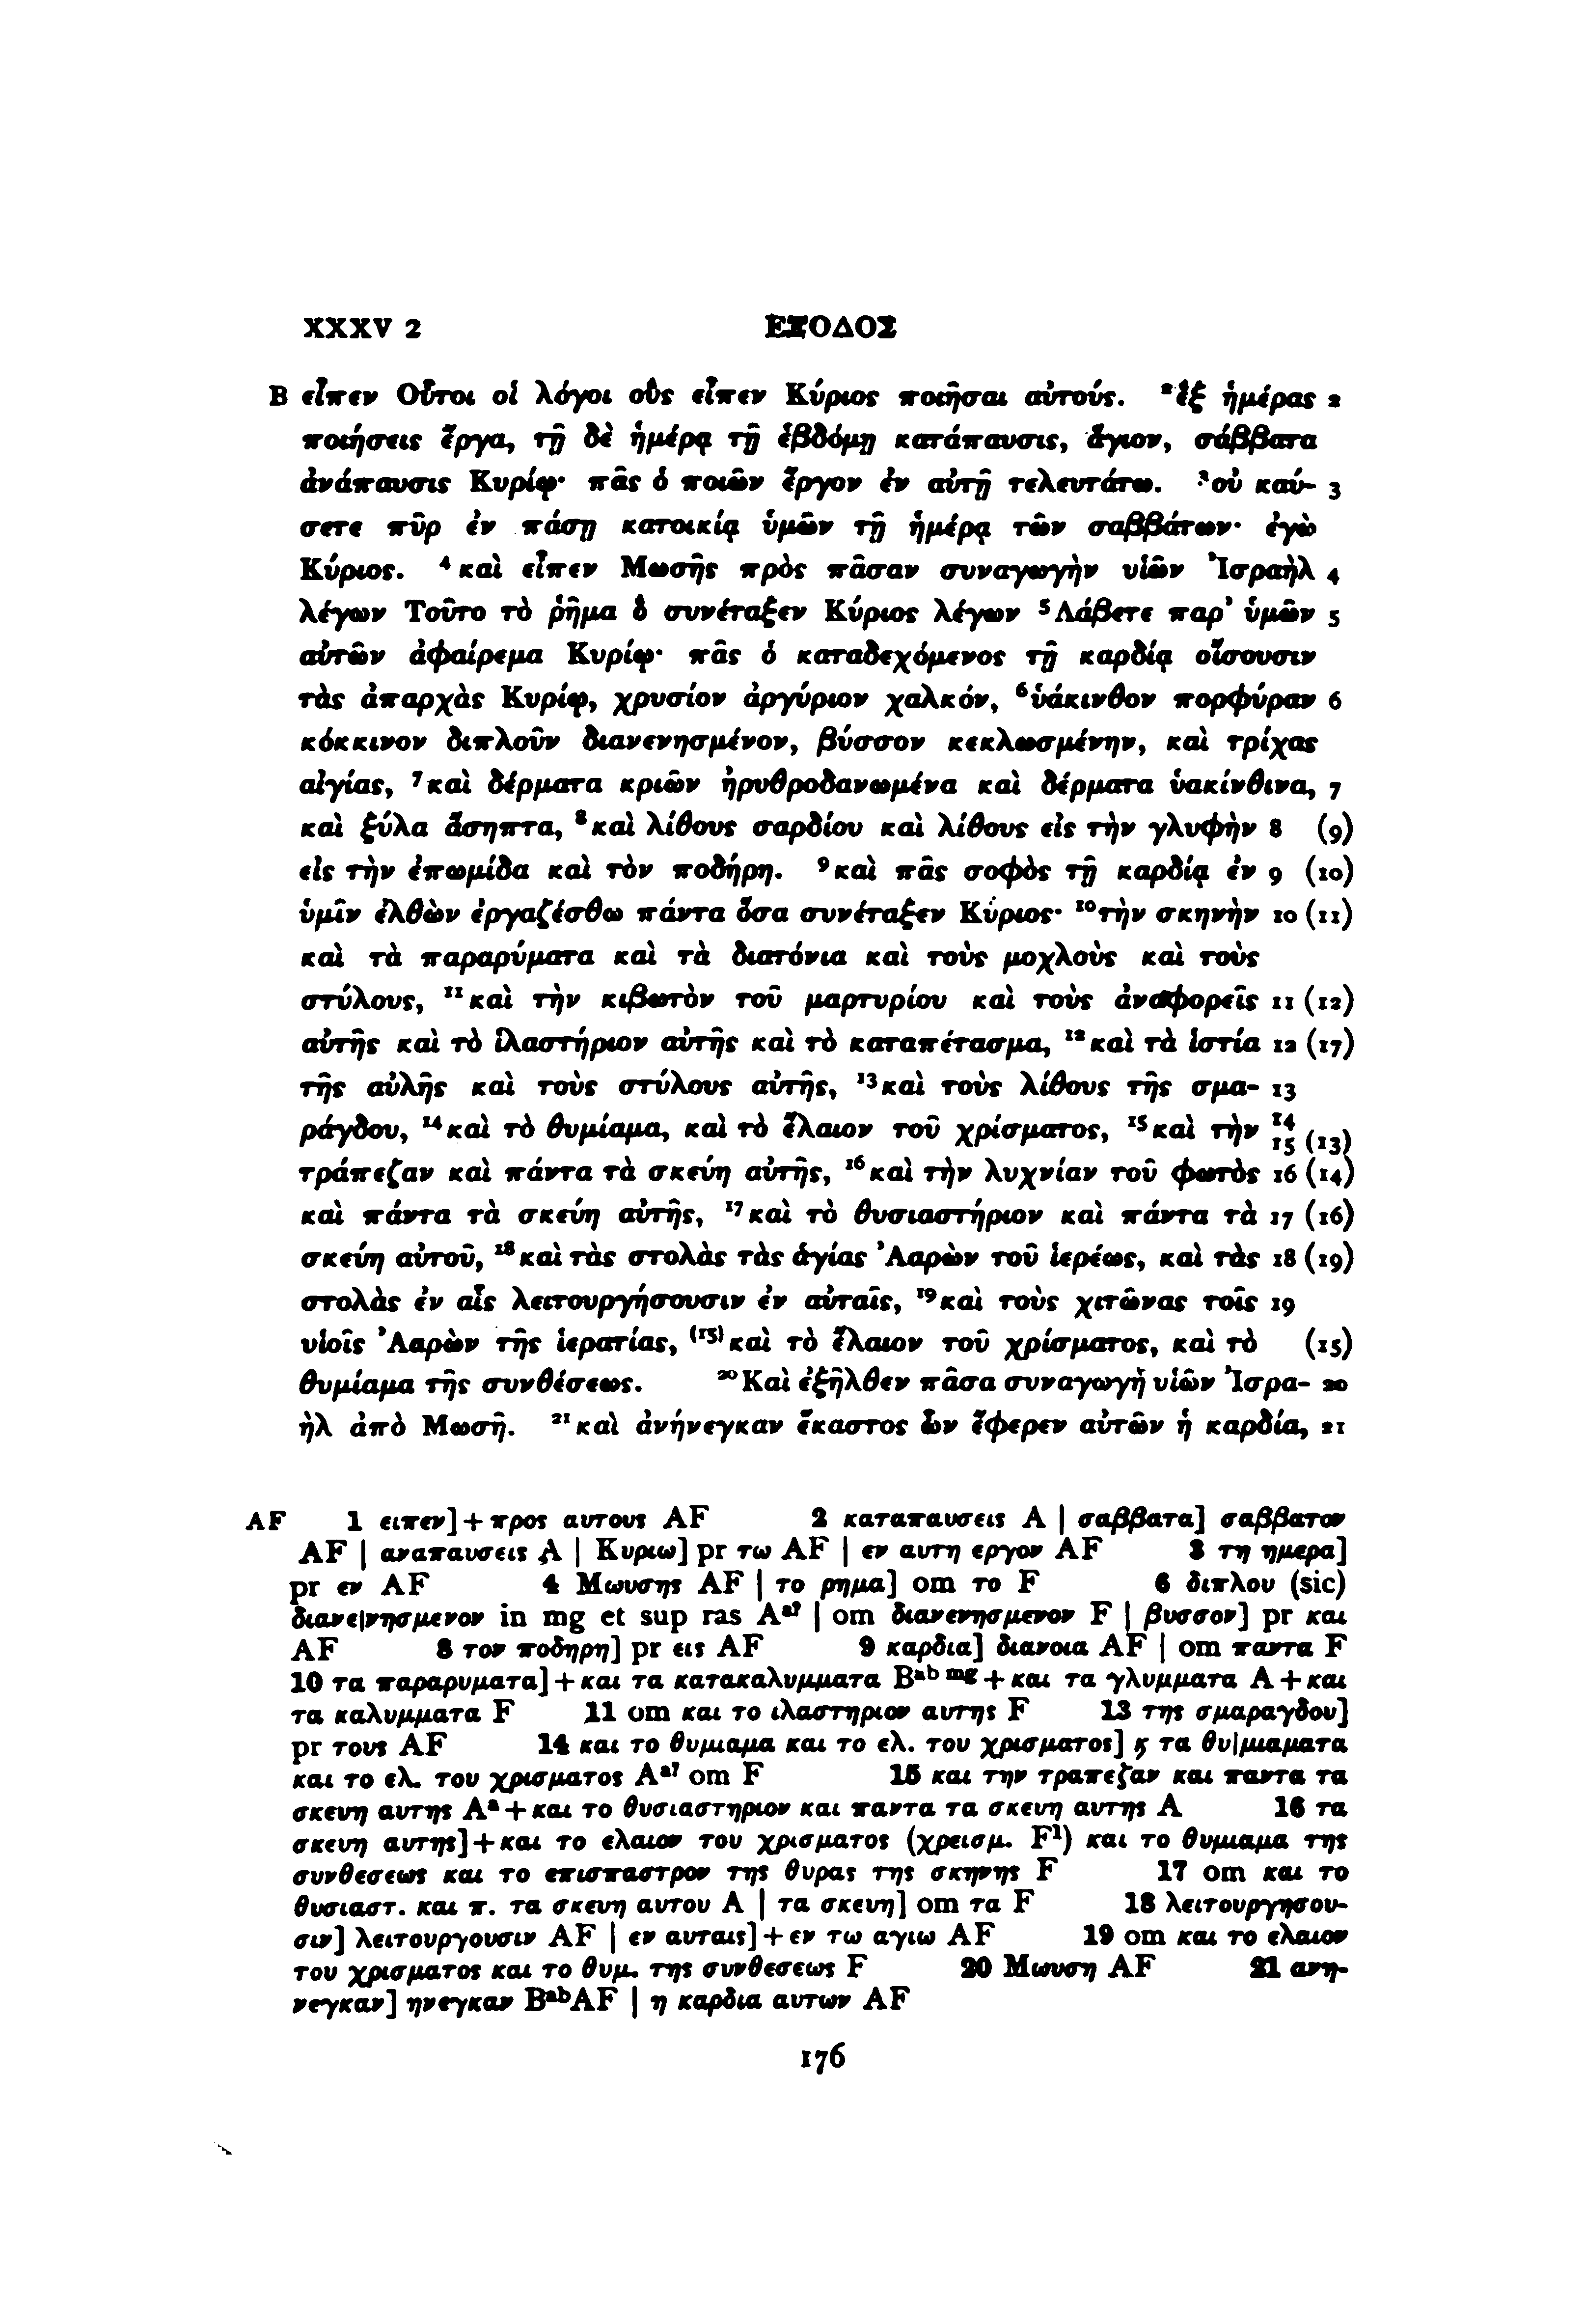 XXXV 2 ΕΞΟΔΟΣ
B εἶπεν Οὗτοι οἱ λόγοι οὓς εἶπεν Κύριος ποιῆσαι αὐτούς. ²ἓξ ἡμέρας 2
ποιήσεις ἔργα, τῇ δὲ ἡμέρᾳ τῇ ἑβδόμῃ κατάπαυσις, ἅγιον, σάββατα
ἀνάπαυσις Κυρίῳ· πᾶς ὁ ποιῶν ἔργον ἐν αὐτῇ τελευτάτω. ³οὐ καύ- 3
σετε πῦρ ἐν πάσῃ κατοικίᾳ ὑμῶν τῇ ἡμέρᾳ τῶν σαββάτων· ἐγὼ
Κύριος. ⁴καὶ εἶπεν Μωσῆς πρὸς πᾶσαν συναγωγὴν υἱῶν Ἰσραὴλ 4
λέγων Τοῦτο τὸ ῥῆμα ὃ συνέταξεν Κύριος λέγων ⁵Λάβετε παρ’ ὑμῶν 5
αὐτῶν ἀφαίρεμα Κυρίῳ· πᾶς ὁ καταδεχόμενος τῇ καρδίᾳ οἴσουσιν
τὰς ἀπαρχὰς Κυρίῳ, χρυσίον ἀργύριον χαλκόν, ⁶ὑάκινθον πορφύραν 6
κόκκινον διπλοῦν διανενησμένον, βύσσον κεκλωσμένην, καὶ τρίχας
αἰγίας, ⁷καὶ δέρματα κριῶν ἠρυθροδανωμένα καὶ δέρματα ὑακίνθινα, 7
καὶ ξύλα ἄσηπτα, ⁸καὶ λίθους σαρδίου καὶ λίθους εἰς τὴν γλυφὴν 8 (9)
εἰς τὴν ἐπωμίδα καὶ τὸν ποδήρη. ⁹καὶ πᾶς σοφὸς τῇ καρδίᾳ ἐν 9 (10)
ὑμῖν ἐλθὼν ἐργαζέσθω πάντα ὅσα συνέταξεν Κύριος· ¹⁰τὴν σκηνὴν 10 (11)
καὶ τὰ παραρύματα καὶ τὰ διατόνια καὶ τοὺς μοχλοὺς καὶ τοὺς
στύλους, ¹¹καὶ τὴν κιβωτὸν τοῦ μαρτυρίου καὶ τοὺς ἀναφορεῖς 11 (12)
αὐτῆς καὶ τὸ ἱλαστήριον αὐτῆς καὶ τὸ καταπέτασμα, ¹²καὶ τὰ ἱστία 12 (17)
τῆς αὐλῆς καὶ τοὺς στύλους αὐτῆς, ¹³καὶ τοὺς λίθους τῆς σμα- 13
ράγδου, ¹⁴καὶ τὸ θυμίαμα, καὶ τὸ ἔλαιον τοῦ χρίσματος, ¹⁵καὶ τὴν 14 15 (13)
τράπεζαν καὶ πάντα τὰ σκεύη αὐτῆς, ¹⁶καὶ τὴν λυχνίαν τοῦ φωτὸς 16 (14)
καὶ πάντα τὰ σκεύη αὐτῆς, ¹⁷καὶ τὸ θυσιαστήριον καὶ πάντα τὰ 17 (16)
σκεύη αὐτοῦ, ¹⁸καὶ τὰς στολὰς τὰς ἁγίας Ἀαρὼν τοῦ ἱερέως, καὶ τὰς 18 (19)
στολὰς ἐν αἷς λειτουργήσουσιν ἐν αὐταῖς, ¹⁹καὶ τοὺς χιτῶνας τοῖς 19
υἱοῖς Ἀαρὼν τῆς ἱερατίας, ⁽¹⁵⁾καὶ τὸ ἔλαιον τοῦ χρίσματος, καὶ τὸ (15)
θυμίαμα τῆς συνθέσεως. ²⁰Καὶ ἐξῆλθεν πᾶσα συναγωγὴ υἱῶν Ἰσρα- 20
ὴλ ἀπὸ Μωσῆ. ²¹καὶ ἀνήνεγκαν ἕκαστος ὧν ἔφερεν αὐτῶν ἡ καρδία, 21
AF 1 ειπεν]+προς αυτους AF 2 καταπαυσεις A | σαββατα] σαββατον
AF | αναπαυσεις A | Κυριω] pr τω AF | εν αυτη εργον AF 3 τη ημερα]
pr εν AF 4 Μωυσης AF | το ρημα] om το F 6 διπλου (sic)
διανε|νησμενον in mg et sup ras Aᵃ? | om διανενησμενον F | βυσσον] pr και
AF 8 τον ποδηρη] pr εις AF 9 καρδια] διανοια AF | om παντα F
10 τα παραρυματα]+και τα κατακαλυμματα Bᵃᵇ ᵐᵍ+και τα γλυμματα A+και
τα καλυμματα F 11 om και το ιλαστηριον αυτης F 13 της σμαραγδου]
pr τους AF 14 και το θυμιαμα και το ελ. του χρισματος] ϗ τα θυ|μιαματα
και το ελ. του χρισματος Aᵃ? om F 15 και την τραπεζαν και παντα τα
σκευη αυτης Aᵃ+και το θυσιαστηριον και παντα τα σκευη αυτης A 16 τα
σκευη αυτης]+και το ελαιον του χρισματος (χρεισμ. F¹) και το θυμιαμα της
συνθεσεως και το επισπαστρον της θυρας της σκηνης F 17 om και το
θυσιαστ. και π. τα σκευη αυτου A | τα σκευη] om τα F 18 λειτουργησου-
σιν] λειτουργουσιν AF | εν αυταις]+εν τω αγιω AF 19 om και το ελαιον
του χρισματος και το θυμ. της συνθεσεως F 20 Μωυση AF 21 ανη-
νεγκαν] ηνεγκαν BᵃᵇAF | η καρδια αυτων AF
176